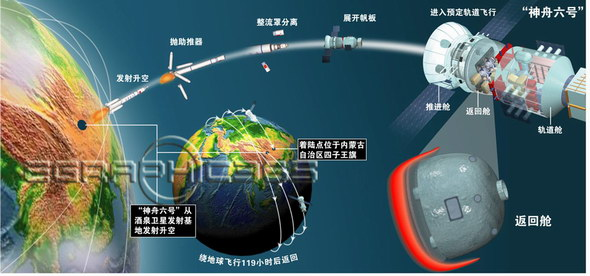 "神舟六号"
进入预定轨道飞行
展开帆板
整流罩分离
抛助推器
发射升空
推进舱
返回舱
轨道舱
着陆点位于内蒙古
自治区四子王旗
"神舟六号"从
酒泉卫星发射基
地发射升空
返回舱
绕地球飞行119小时后返回